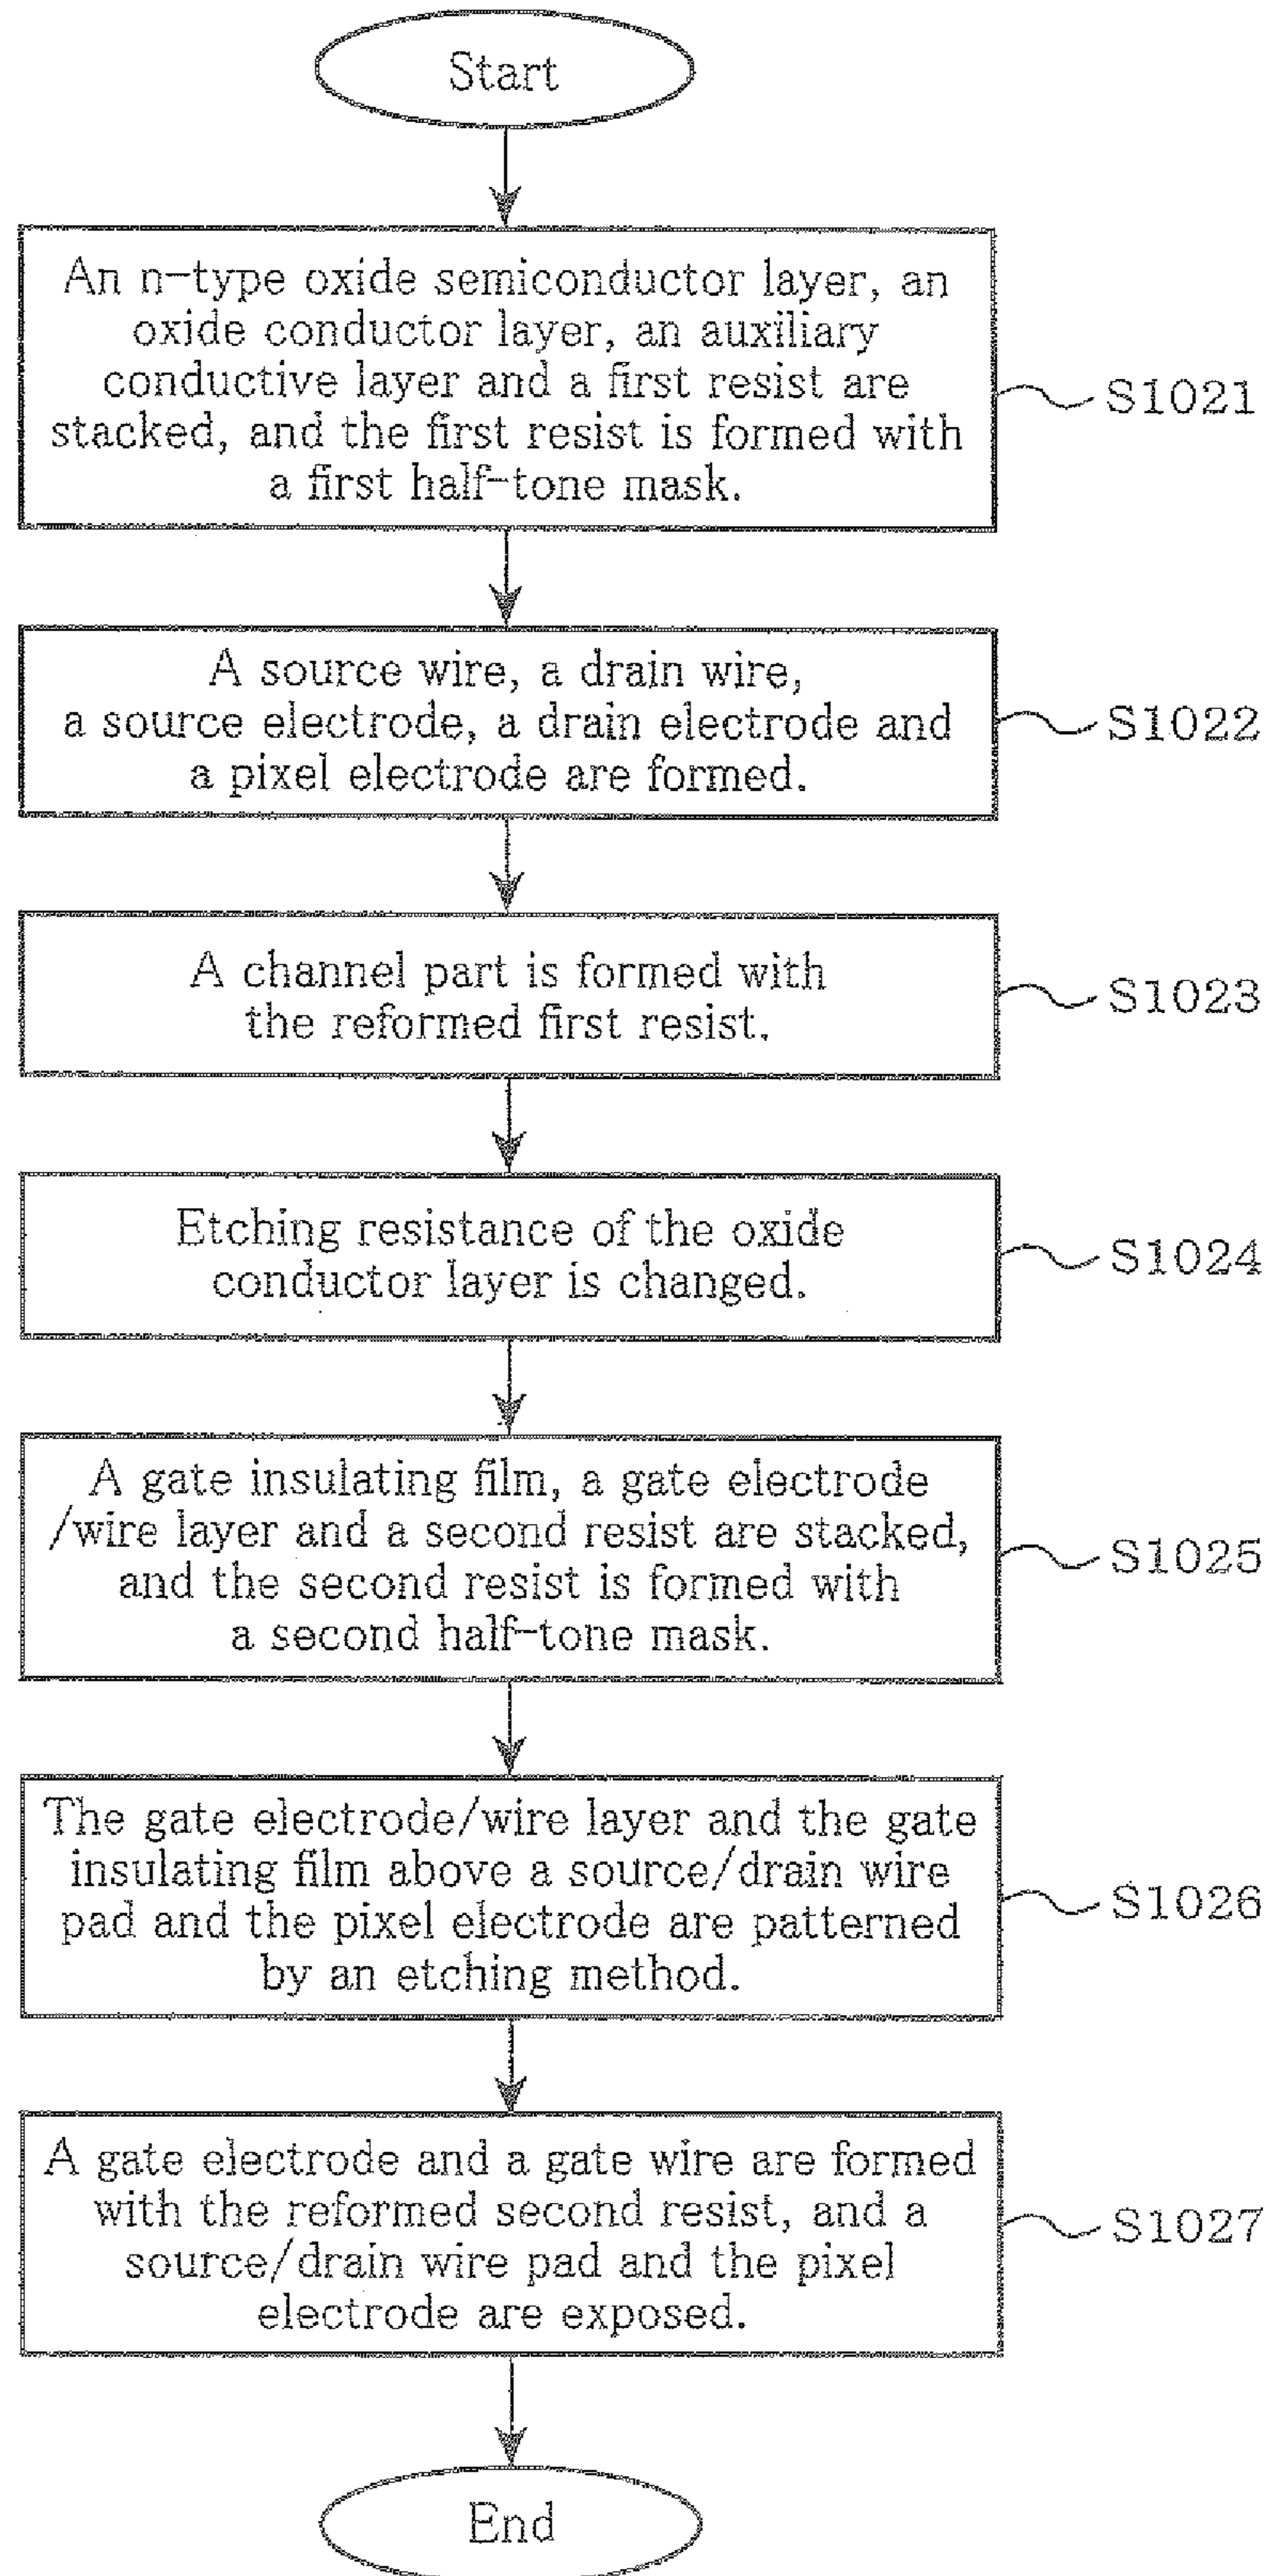 Start
An n-type oxide semiconductor layer, an
oxide conductor layer, an auxiliary
conductive layer and a first resist are
stacked, and the first resist is formed with
a first half-tone mask.
S1021
A source wire, a drain wire,
a source electrode, a drain electrode and
a pixel electrode are formed.
S1022
A channel part is formed with
the reformed first resist.
S1023
Etching resistance of the oxide
conductor layer is changed.
S1024
A gate insulating film, a gate electrode
/wire layer and a second resist are stacked,
and the second resist is formed with
a second half-tone mask.
S1025
The gate electrode/wire layer and the gate
insulating film above a source/drain wire
pad and the pixel electrode are patterned
by an etching method.
S1026
A gate electrode and a gate wire are formed
with the reformed second resist, and a
source/drain wire pad and the pixel
electrode are exposed.
S1027
End